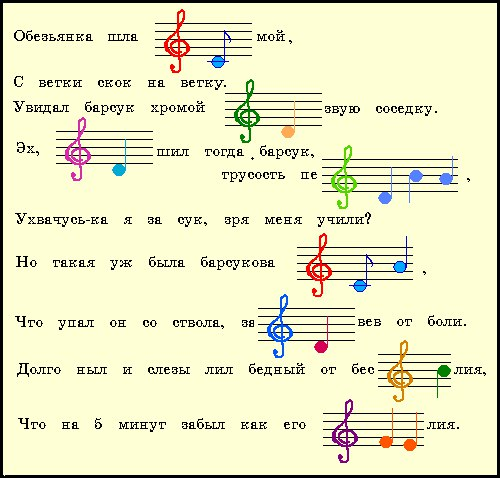 Обезьянка шла мой,
С ветки скок на ветку.
Увидал барсук хромой звую соседку.
Эх, шил тогда барсук,
трусость пе ,
Ухвачусь-ка я за сук, зря меня учили?
Но такая уж была барсукова ,
Что упал он со ствола, за вев от боли.
Долго ныл и слезы лил бедный от бес лия,
Что на 5 минут забыл как его лия.